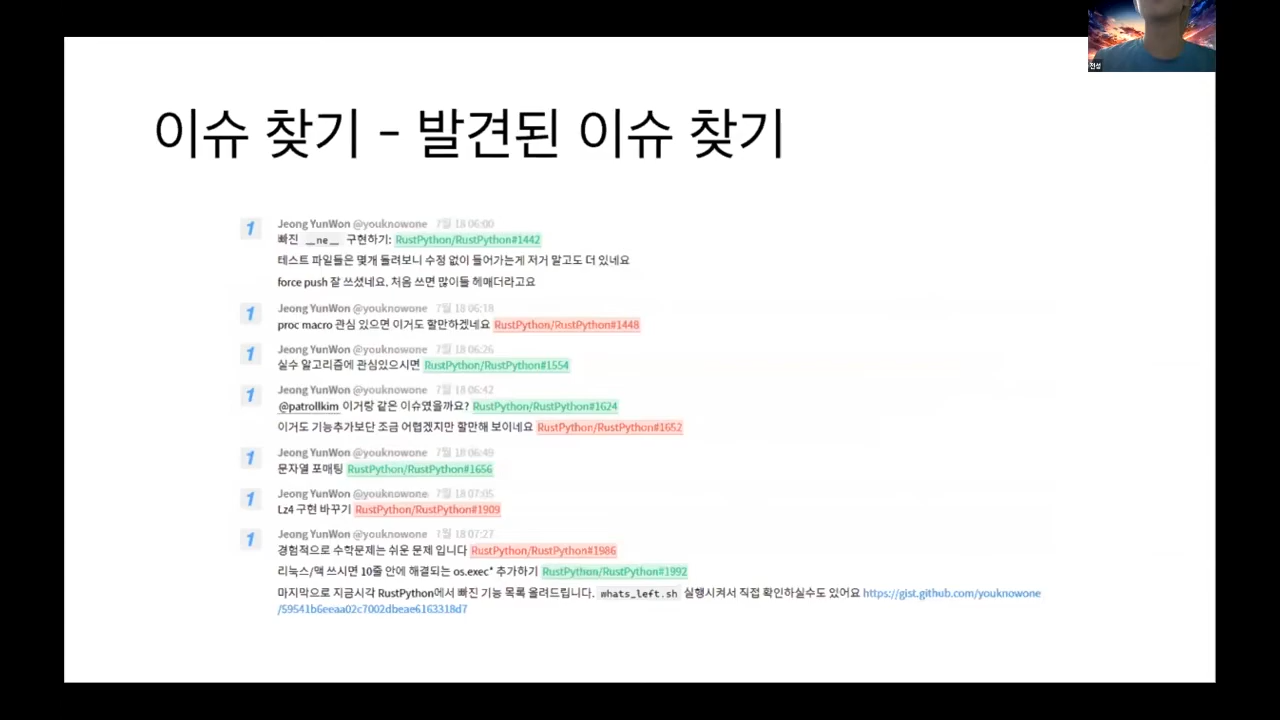 이슈 찾기 - 발견된 이슈 찾기
Jeong YunWon @youknowone 7월 18 06:00
빠진 __ne__ 구현하기: RustPython/RustPython#1442
테스트 파일들은 몇개 돌려보니 수정 없이 들어가는게 저거 말고도 더 있네요
force push 잘 쓰셨네요, 처음 쓰면 많이들 헤매더라고요
Jeong YunWon @youknowone 7월 18 06:18
proc macro 관심 있으면 이거도 할만하겠네요 RustPython/RustPython#1448
Jeong YunWon @youknowone 7월 18 06:26
실수 알고리즘에 관심있으시면 RustPython/RustPython#1554
Jeong YunWon @youknowone 7월 18 06:42
@patrollkim 이거랑 같은 이슈였을까요? RustPython/RustPython#1624
이거도 기능추가보단 조금 어렵겠지만 할만해 보이네요 RustPython/RustPython#1652
Jeong YunWon @youknowone 7월 18 06:49
문자열 포매팅 RustPython/RustPython#1656
Jeong YunWon @youknowone 7월 18 07:05
Lz4 구현 바꾸기 RustPython/RustPython#1909
Jeong YunWon @youknowone 7월 18 07:27
경험적으로 수학문제는 쉬운 문제 입니다 RustPython/RustPython#1986
리눅스/맥 쓰시면 10줄 안에 해결되는 os.exec* 추가하기 RustPython/RustPython#1992
마지막으로 지금시각 RustPython에서 빠진 기능 목록 올려드립니다. whats_left.sh 실행시켜서 직접 확인하실수도 있어요 https://gist.github.com/youknowone
/59541b6eeaa02c7002dbeae6163318d7